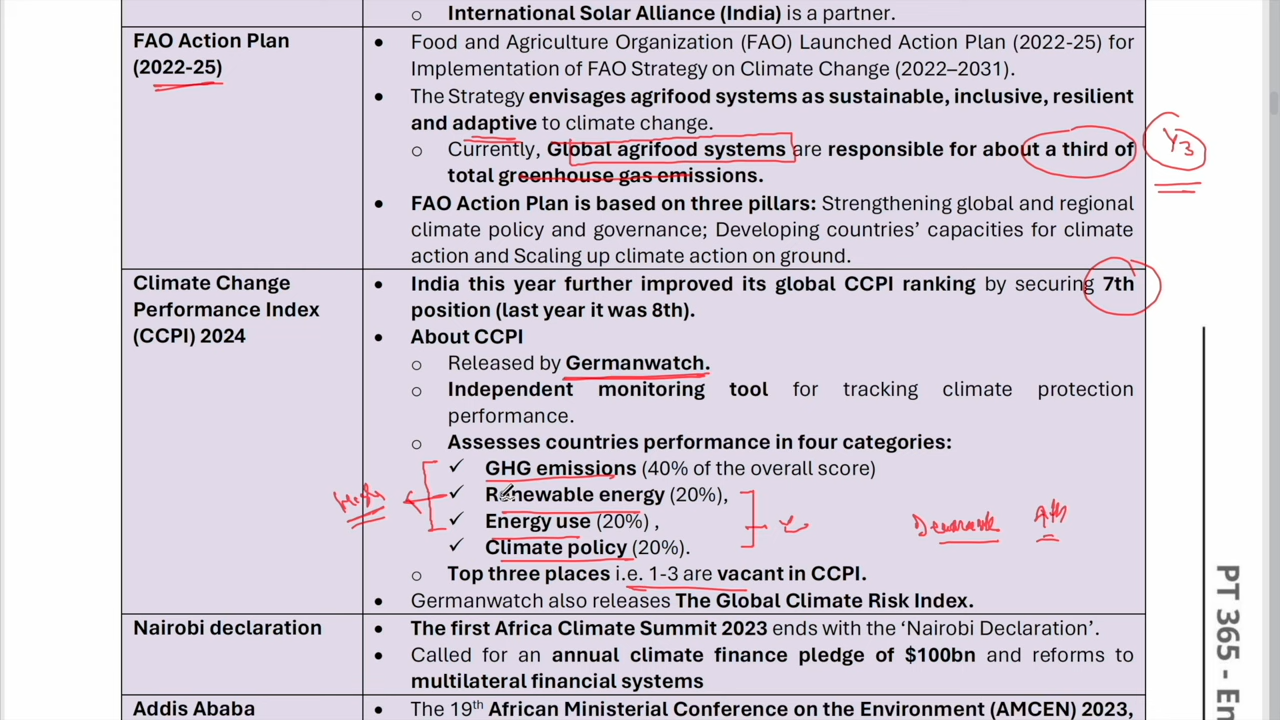 ○ International Solar Alliance (India) is a partner.
FAO Action Plan
(2022-25)
• Food and Agriculture Organization (FAO) Launched Action Plan (2022-25) for
Implementation of FAO Strategy on Climate Change (2022–2031).
• The Strategy envisages agrifood systems as sustainable, inclusive, resilient
and adaptive to climate change.
○ Currently, Global agrifood systems are responsible for about a third of
total greenhouse gas emissions.
1/3
• FAO Action Plan is based on three pillars: Strengthening global and regional
climate policy and governance; Developing countries’ capacities for climate
action and Scaling up climate action on ground.
Climate Change
Performance Index
(CCPI) 2024
• India this year further improved its global CCPI ranking by securing 7th
position (last year it was 8th).
• About CCPI
○ Released by Germanwatch.
○ Independent monitoring tool for tracking climate protection
performance.
○ Assesses countries performance in four categories:
✓ GHG emissions (40% of the overall score)
✓ Renewable energy (20%),
✓ Energy use (20%) ,
✓ Climate policy (20%).
High
Denmark 4th
○ Top three places i.e. 1-3 are vacant in CCPI.
• Germanwatch also releases The Global Climate Risk Index.
Nairobi declaration
• The first Africa Climate Summit 2023 ends with the ‘Nairobi Declaration’.
• Called for an annual climate finance pledge of $100bn and reforms to
multilateral financial systems
Addis Ababa
• The 19th African Ministerial Conference on the Environment (AMCEN) 2023,
PT 365 - En